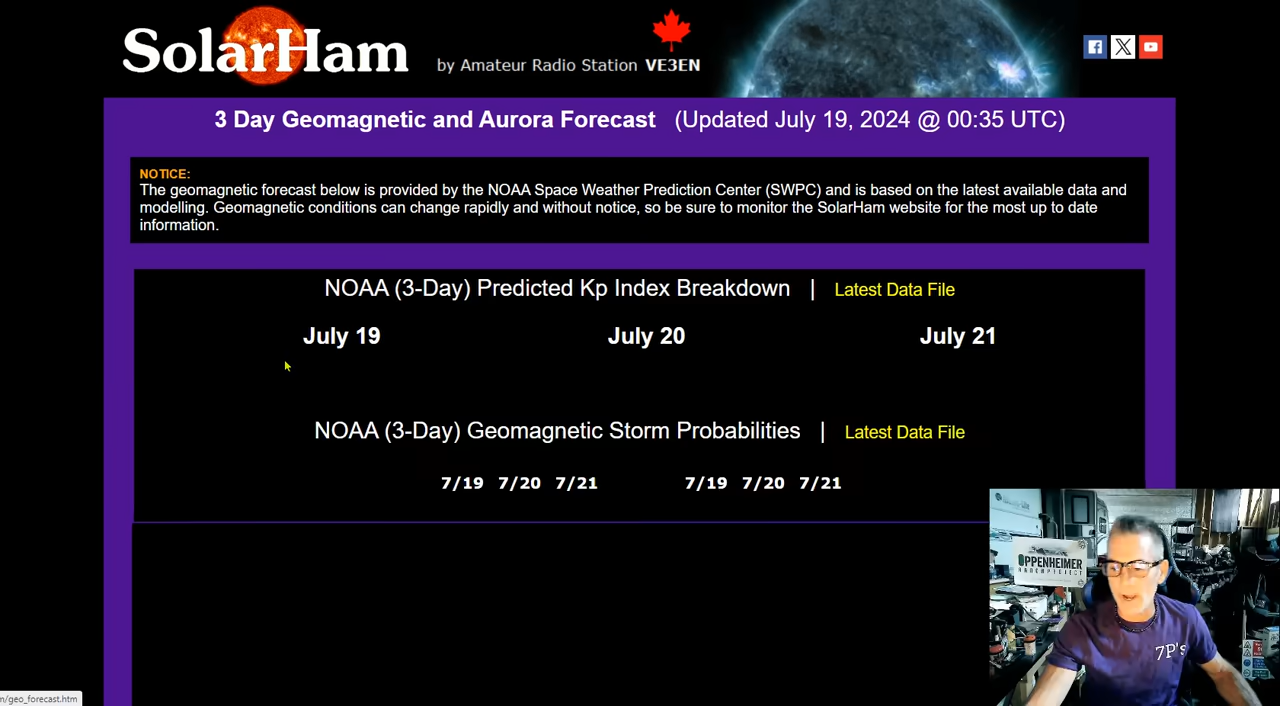 SolarHam
by Amateur Radio Station VE3EN
3 Day Geomagnetic and Aurora Forecast (Updated July 19, 2024 @ 00:35 UTC)
NOTICE:
The geomagnetic forecast below is provided by the NOAA Space Weather Prediction Center (SWPC) and is based on the latest available data and
modelling. Geomagnetic conditions can change rapidly and without notice, so be sure to monitor the SolarHam website for the most up to date
information.
NOAA (3-Day) Predicted Kp Index Breakdown | Latest Data File
July 19 July 20 July 21
NOAA (3-Day) Geomagnetic Storm Probabilities | Latest Data File
7/19 7/20 7/21 7/19 7/20 7/21
OPPENHEIMER
RANCH PROJECT
7P's
m/geo_forecast.htm